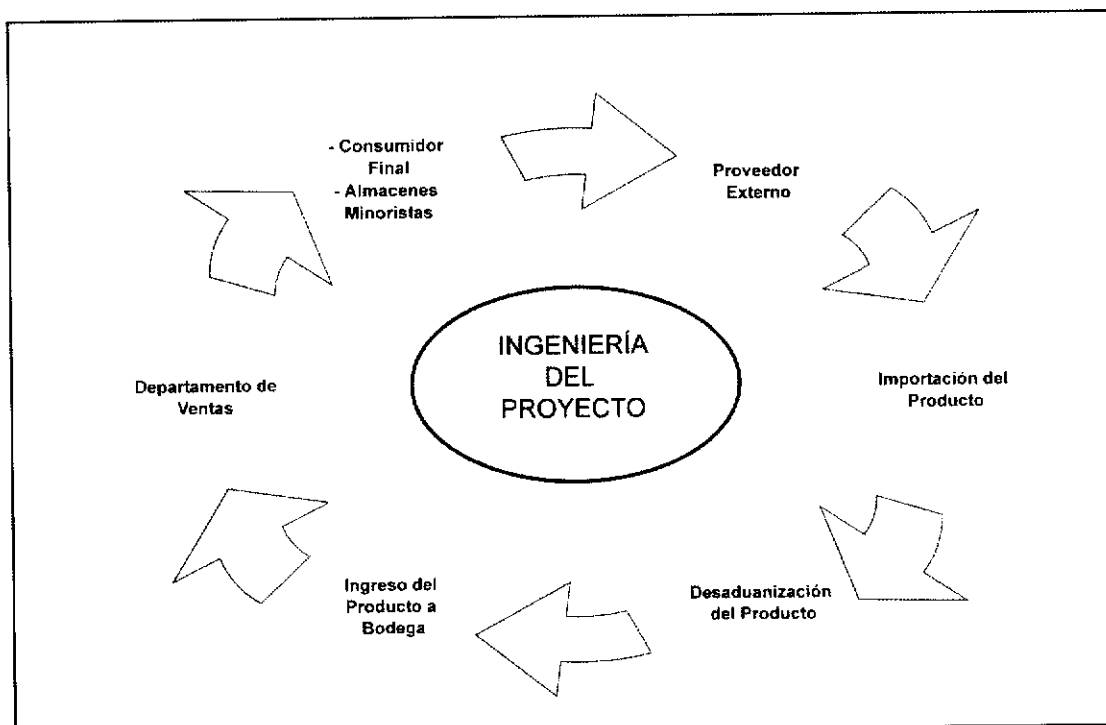 - Consumidor
Final
- Almacenes
Minoristas
Proveedor
Externo
INGENIERÍA
DEL
PROYECTO
Departamento de
Ventas
Importación del
Producto
Ingreso del
Producto a
Bodega
Desaduanización
del Producto